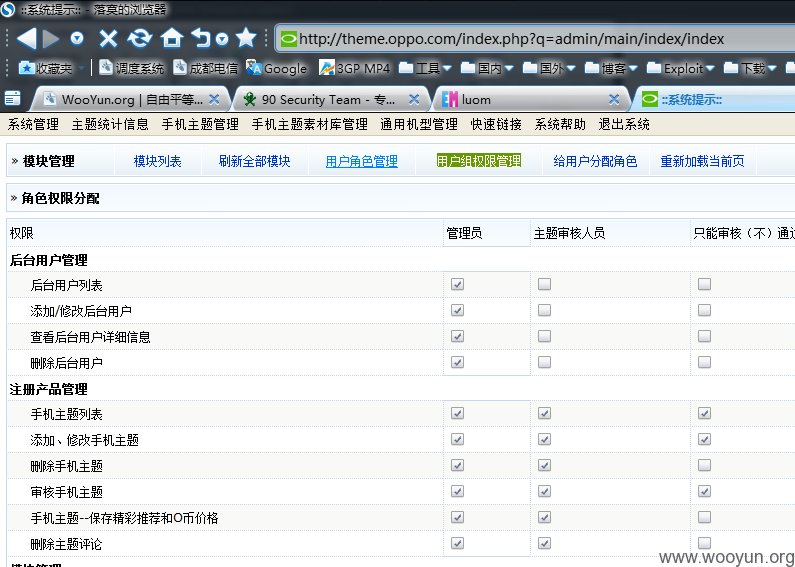 ::系统提示:: - 落寞的浏览器
http://theme.oppo.com/index.php?q=admin/main/index/index
收藏夹 调度系统 成都电信 Google 3GP MP4 工具 国内 国外 博客 Exploit 下载
WooYun.org | 自由平等... 90 Security Team - 专... luom ::系统提示::
系统管理 主题统计信息 手机主题管理 手机主题素材库管理 通用机型管理 快速链接 系统帮助 退出系统
» 模块管理 模块列表 刷新全部模块 用户角色管理 用户组权限管理 给用户分配角色 重新加载当前页
» 角色权限分配
权限 管理员 主题审核人员 只能审核（不）通过
后台用户管理
后台用户列表
添加/修改后台用户
查看后台用户详细信息
删除后台用户
注册产品管理
手机主题列表
添加、修改手机主题
删除手机主题
审核手机主题
手机主题--保存精彩推荐和O币价格
删除主题评论
www.wooyun.org